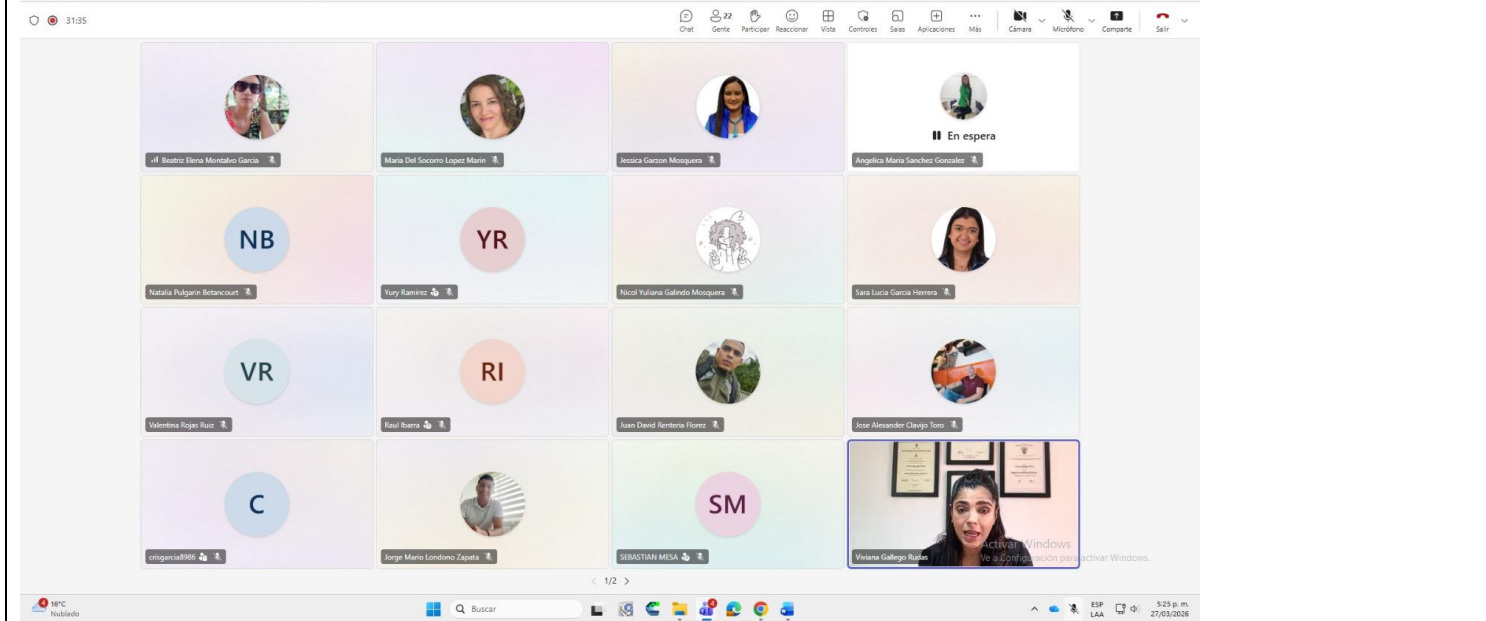 31:35
22
Chat Gente Participar Reaccionar Vista Controles Salas Aplicaciones Más Cámara Micrófono Comparte Salir
En espera
Beatriz Elena Montalvo Garcia
Maria Del Socorro Lopez Marin
Jessica Garzon Mosquera
Angelica Maria Sanchez Gonzalez
NB
YR
Natalia Pulgarin Betancourt
Yury Ramirez
Nicol Yuliana Galindo Mosquera
Sara Lucia Garcia Herrera
VR
RI
Valentina Rojas Ruiz
Raul Ibarra
Juan David Renteria Florez
Jose Alexander Clavijo Toro
C
SM
crisgarcia8986
Jorge Mario Londono Zapata
SEBASTIAN MESA
Viviana Gallego Rudas
Activar Windows
Ve a Configuración para activar Windows.
1/2
4
16°C
Nublado
Buscar
4
ESP
LAA
5:25 p. m.
27/03/2026